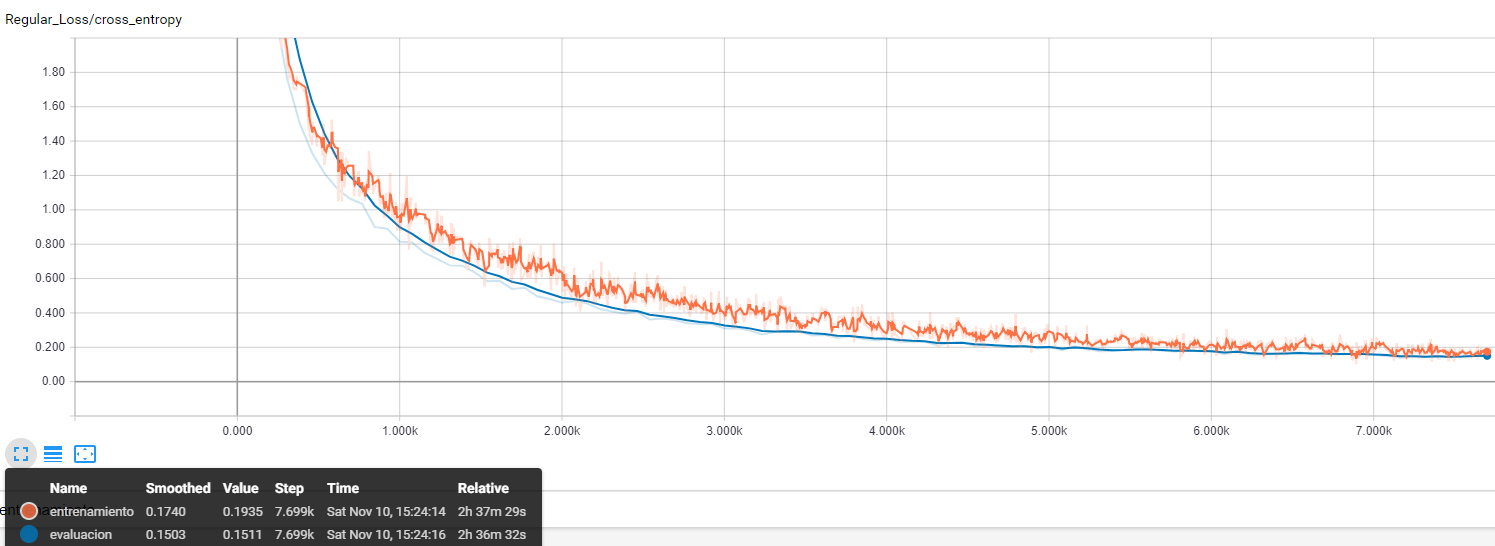 Regular_Loss/cross_entropy
1.80
1.60
1.40
1.20
1.00
0.800
0.600
0.400
0.200
0.00
0.000 1.000k 2.000k 3.000k 4.000k 5.000k 6.000k 7.000k
Name Smoothed Value Step Time Relative
entrenamiento 0.1740 0.1935 7.699k Sat Nov 10, 15:24:14 2h 37m 29s
evaluacion 0.1503 0.1511 7.699k Sat Nov 10, 15:24:16 2h 36m 32s